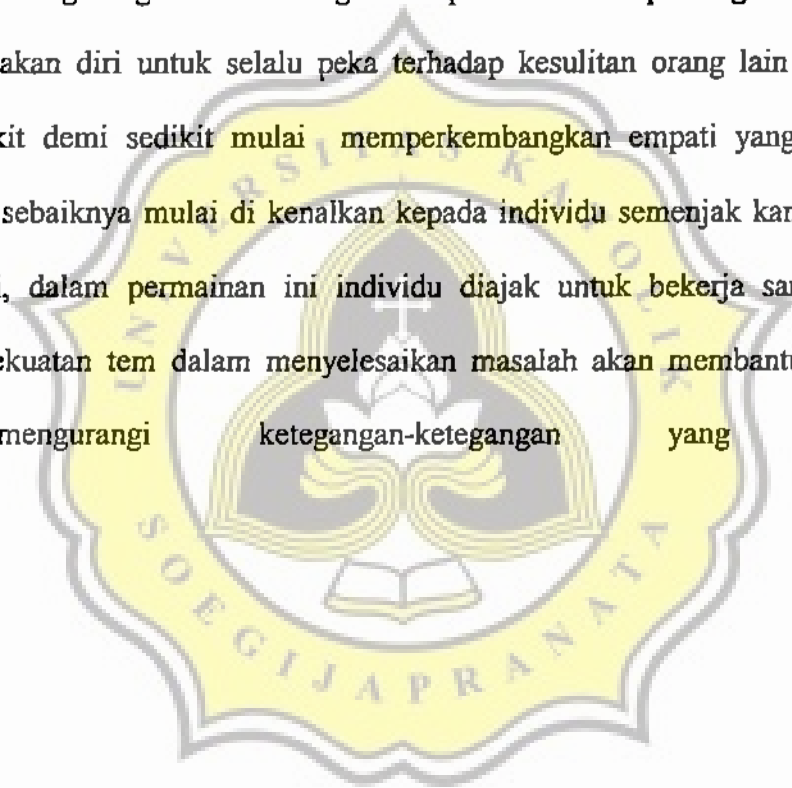 akan diri untuk selalu peka terhadap kesulitan orang lain
kit demi sedikit mulai memperkembangkan empati yang
sebaiknya mulai di kenalkan kepada individu semenjak kan
, dalam permainan ini individu diajak untuk bekerja sar
ekuatan tem dalam menyelesaikan masalah akan membantu
mengurangi ketegangan-ketegangan yang
UNIVERSITAS KATOLIK
SOEGIJAPRANATA